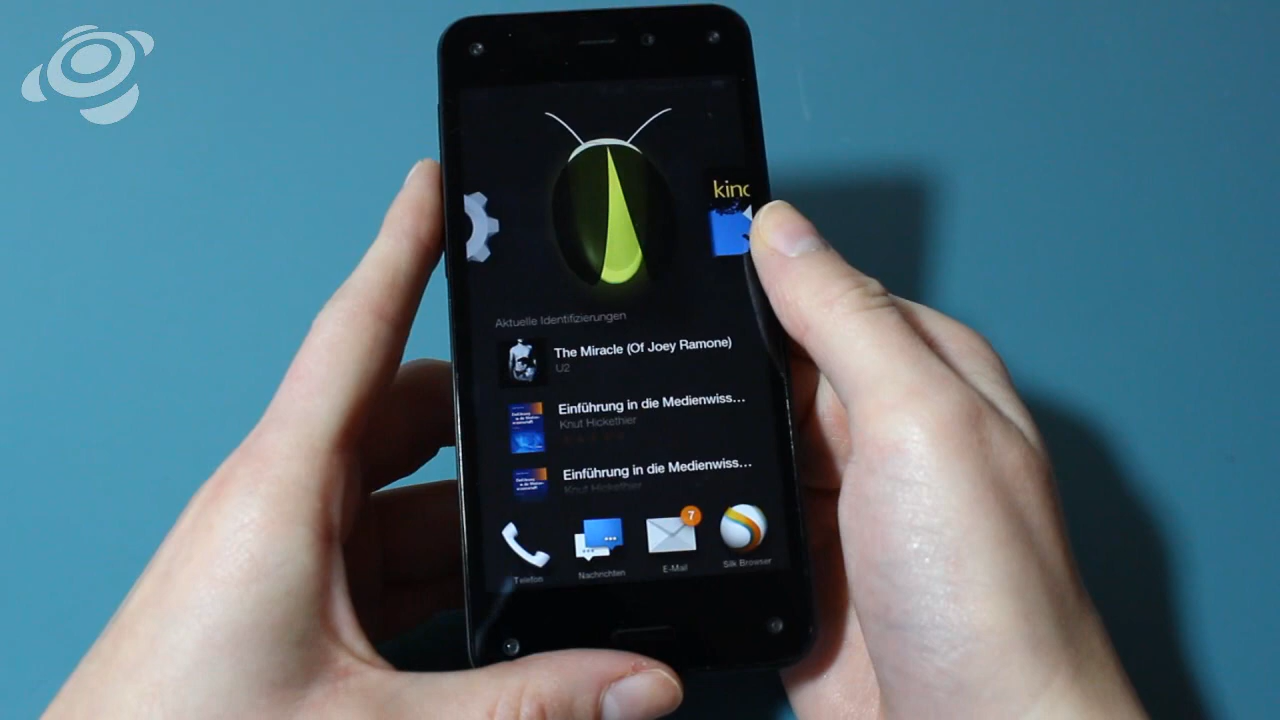 kind
Aktuelle Identifizierungen
The Miracle (Of Joey Ramone)
U2
Einführung in die Medienwiss...
Knut Hickethier
Einführung in die Medienwiss...
Knut Hickethier
7
Telefon
Nachrichten
E-Mail
Silk Browser